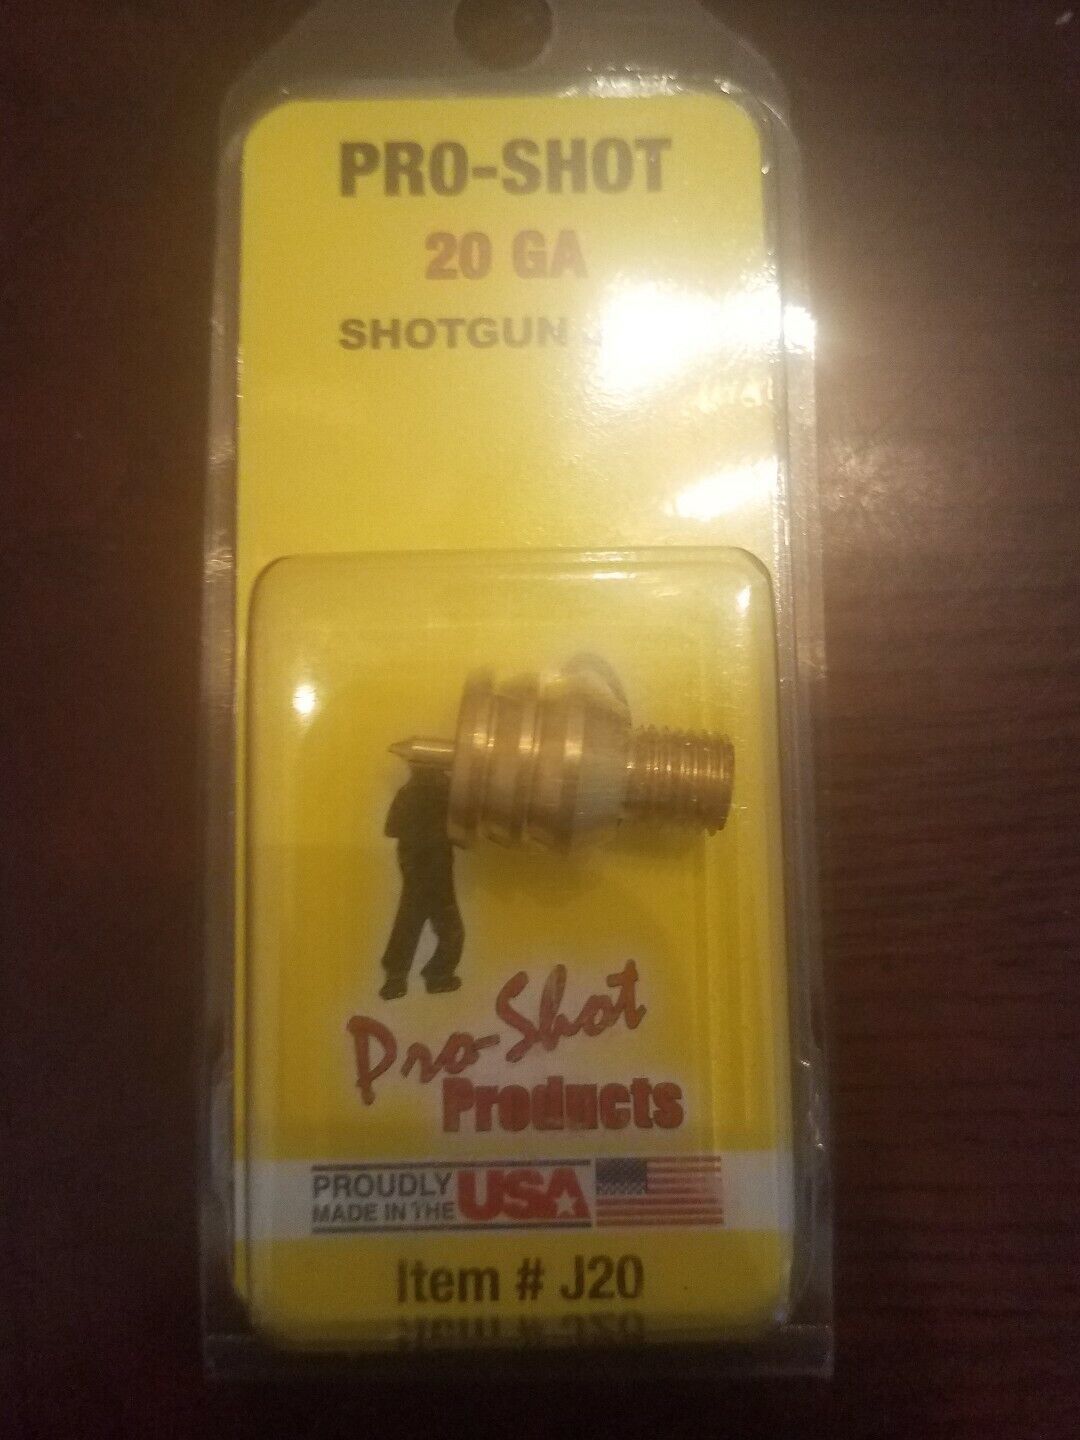 PRO-SHOT
20 GA
SHOTGUN
Pro-Shot
Products
PROUDLY
MADE IN THE
USA
Item # J20